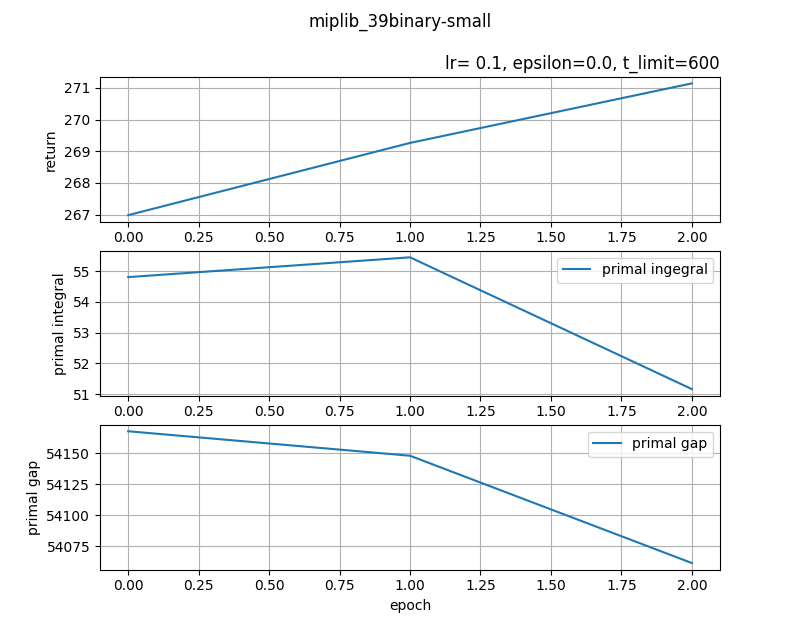 miplib_39binary-small
lr= 0.1, epsilon=0.0, t_limit=600
271
270
269
268
267
return
0.00 0.25 0.50 0.75 1.00 1.25 1.50 1.75 2.00
primal ingegral
55
54
53
52
51
primal integral
0.00 0.25 0.50 0.75 1.00 1.25 1.50 1.75 2.00
primal gap
54150
54125
54100
54075
primal gap
0.00 0.25 0.50 0.75 1.00 1.25 1.50 1.75 2.00
epoch